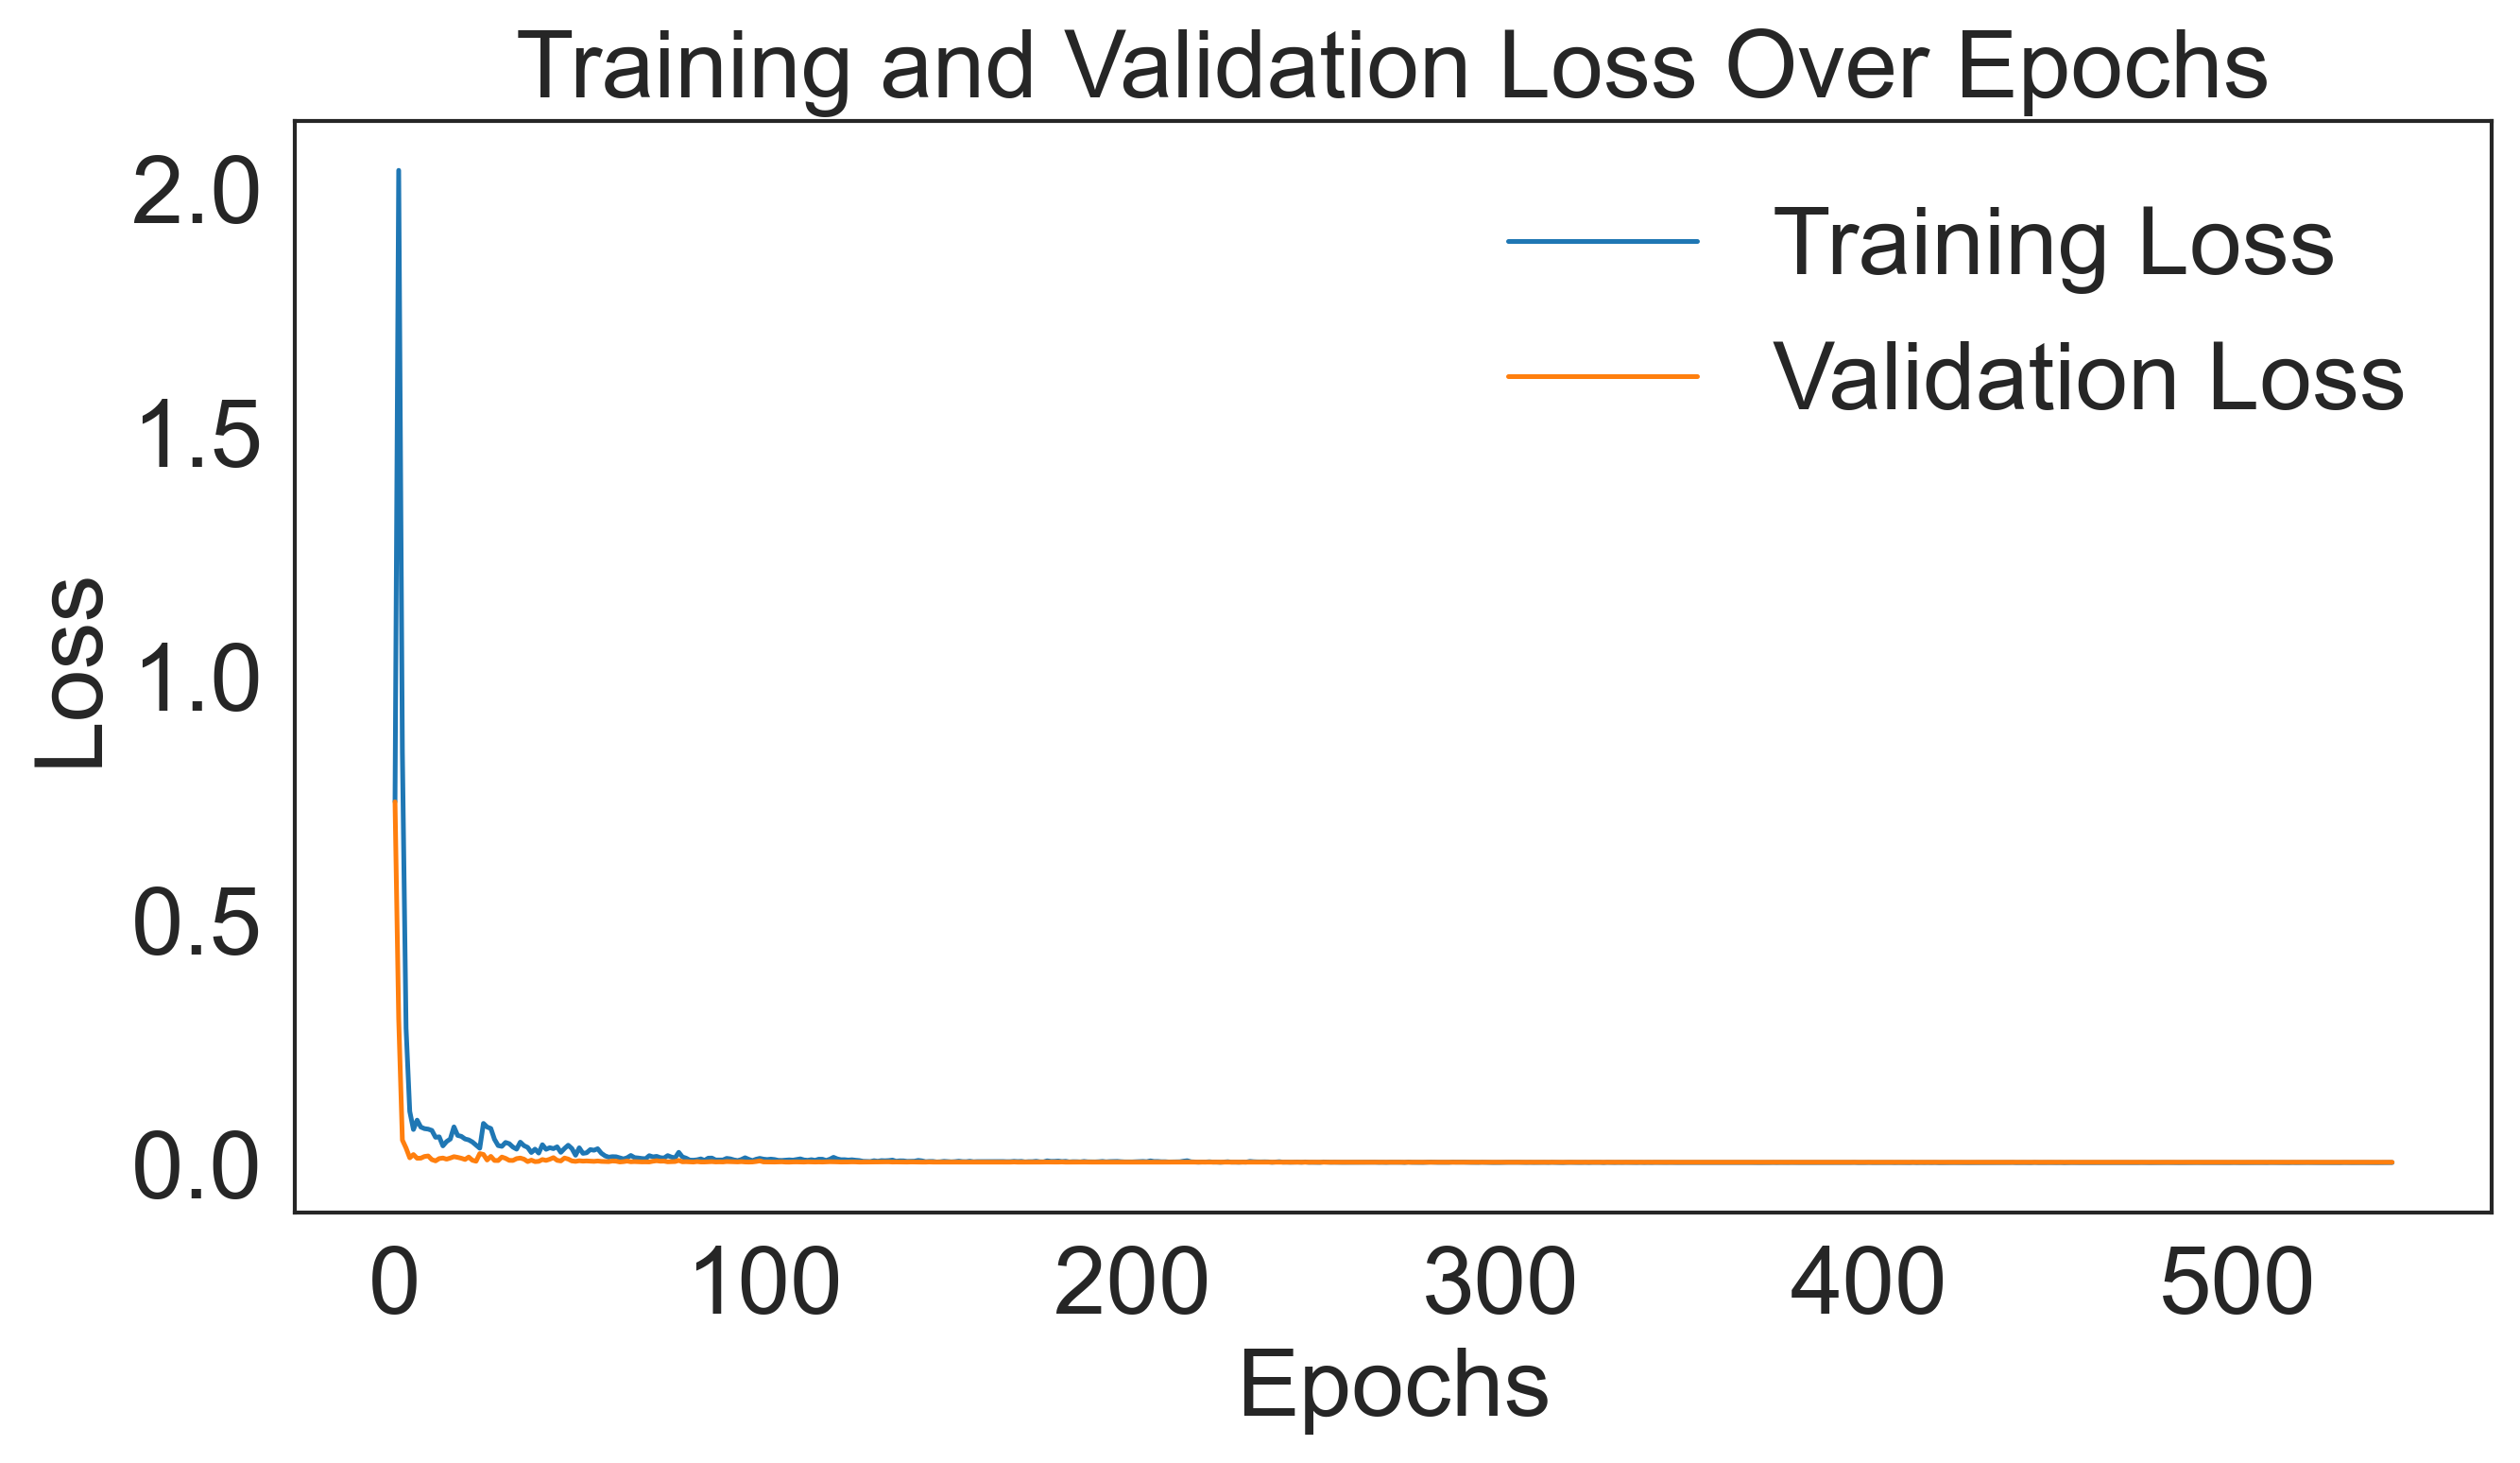 Training and Validation Loss Over Epochs
2.0
1.5
1.0
0.5
0.0
Loss
Training Loss
Validation Loss
0 100 200 300 400 500
Epochs